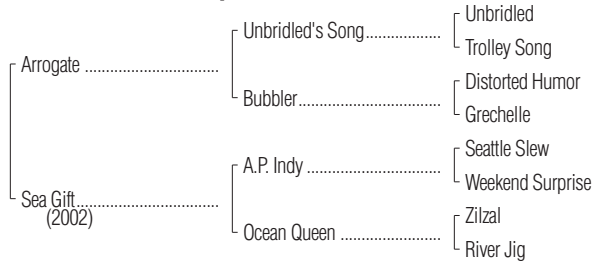 Unbridled
Unbridled's Song..................
Trolley Song
Arrogate ................................
Distorted Humor
Bubbler..................................
Grechelle
Seattle Slew
A.P. Indy ................................
Weekend Surprise
Sea Gift..................................
(2002)
Zilzal
Ocean Queen ........................
River Jig